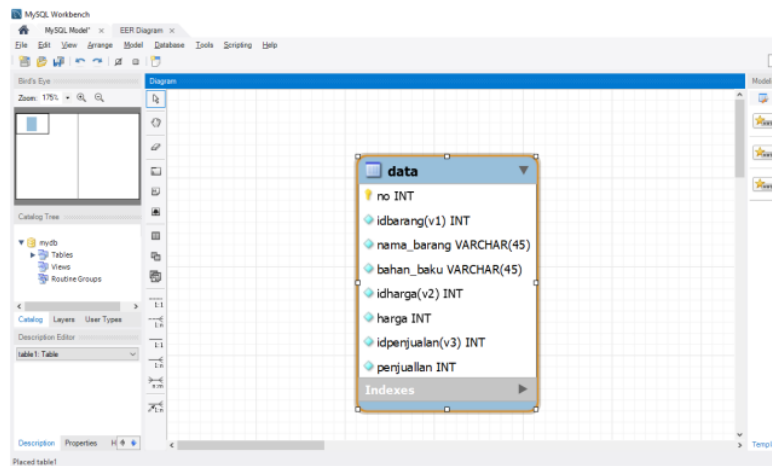 MySQL Workbench
MySQL Model* × EER Diagram ×
File Edit View Arrange Model Database Tools Scripting Help
Bird's Eye
Zoom: 175%
Diagram
Model
data
no INT
idbarang(v1) INT
nama_barang VARCHAR(45)
bahan_baku VARCHAR(45)
idharga(v2) INT
harga INT
idpenjualan(v3) INT
penjuallan INT
Indexes
Catalog Tree
mydb
Tables
Views
Routine Groups
Catalog Layers User Types
Description Editor
table1: Table
Description Properties H
1:1
1:n
1:1
1:n
n:m
1:n
Templ
Placed table1